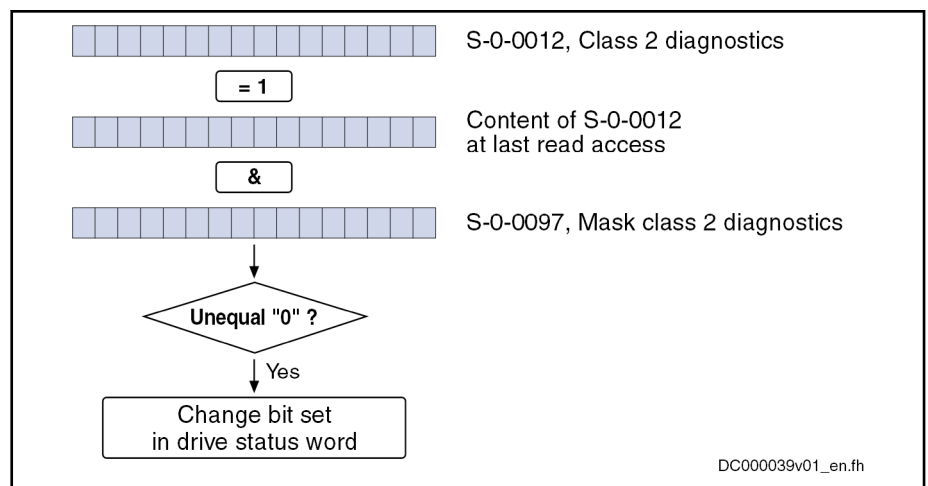 S-0-0012, Class 2 diagnostics
= 1
Content of S-0-0012
at last read access
&
S-0-0097, Mask class 2 diagnostics
Unequal "0" ?
Yes
Change bit set
in drive status word
DC000039v01_en.fh